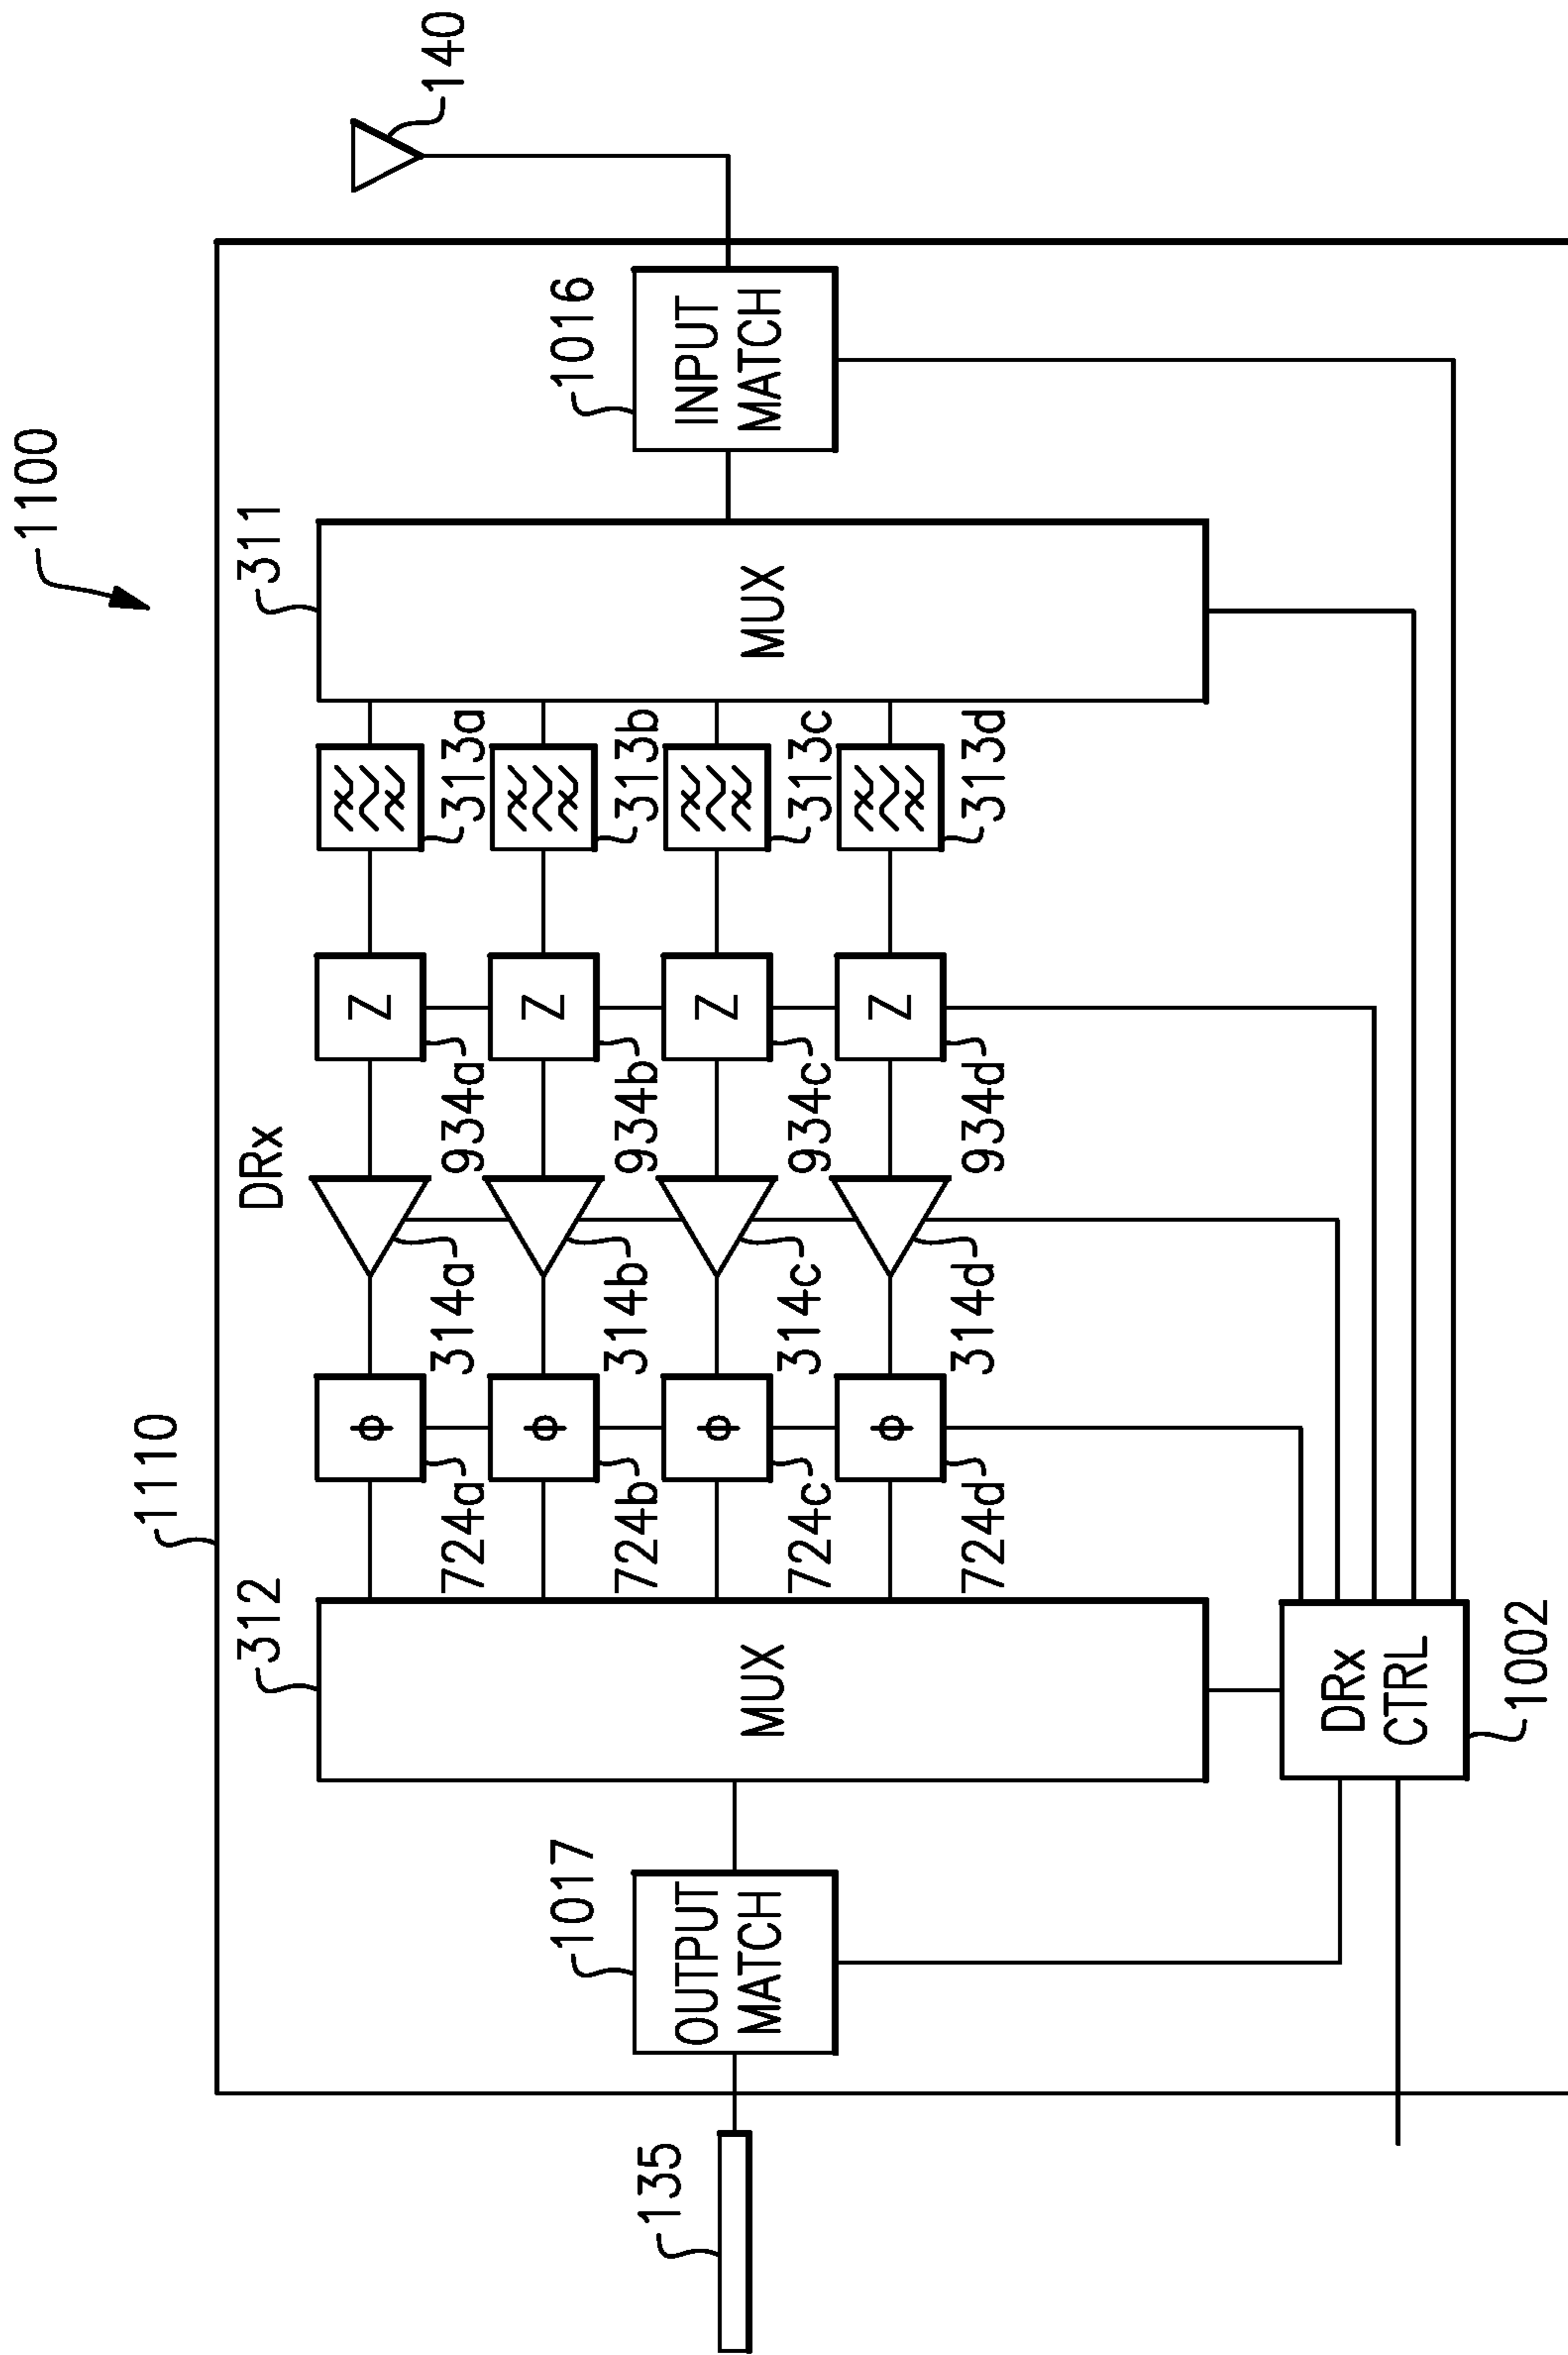 1100
1110
DRx
312
311
724a
314a
934a
313a
724b
314b
934b
313b
724c
314c
934c
313c
724d
314d
934d
313d
Φ
Φ
Φ
Φ
Z
Z
Z
Z
MUX
MUX
1017
OUTPUT
MATCH
1016
INPUT
MATCH
135
140
DRx
CTRL
1002